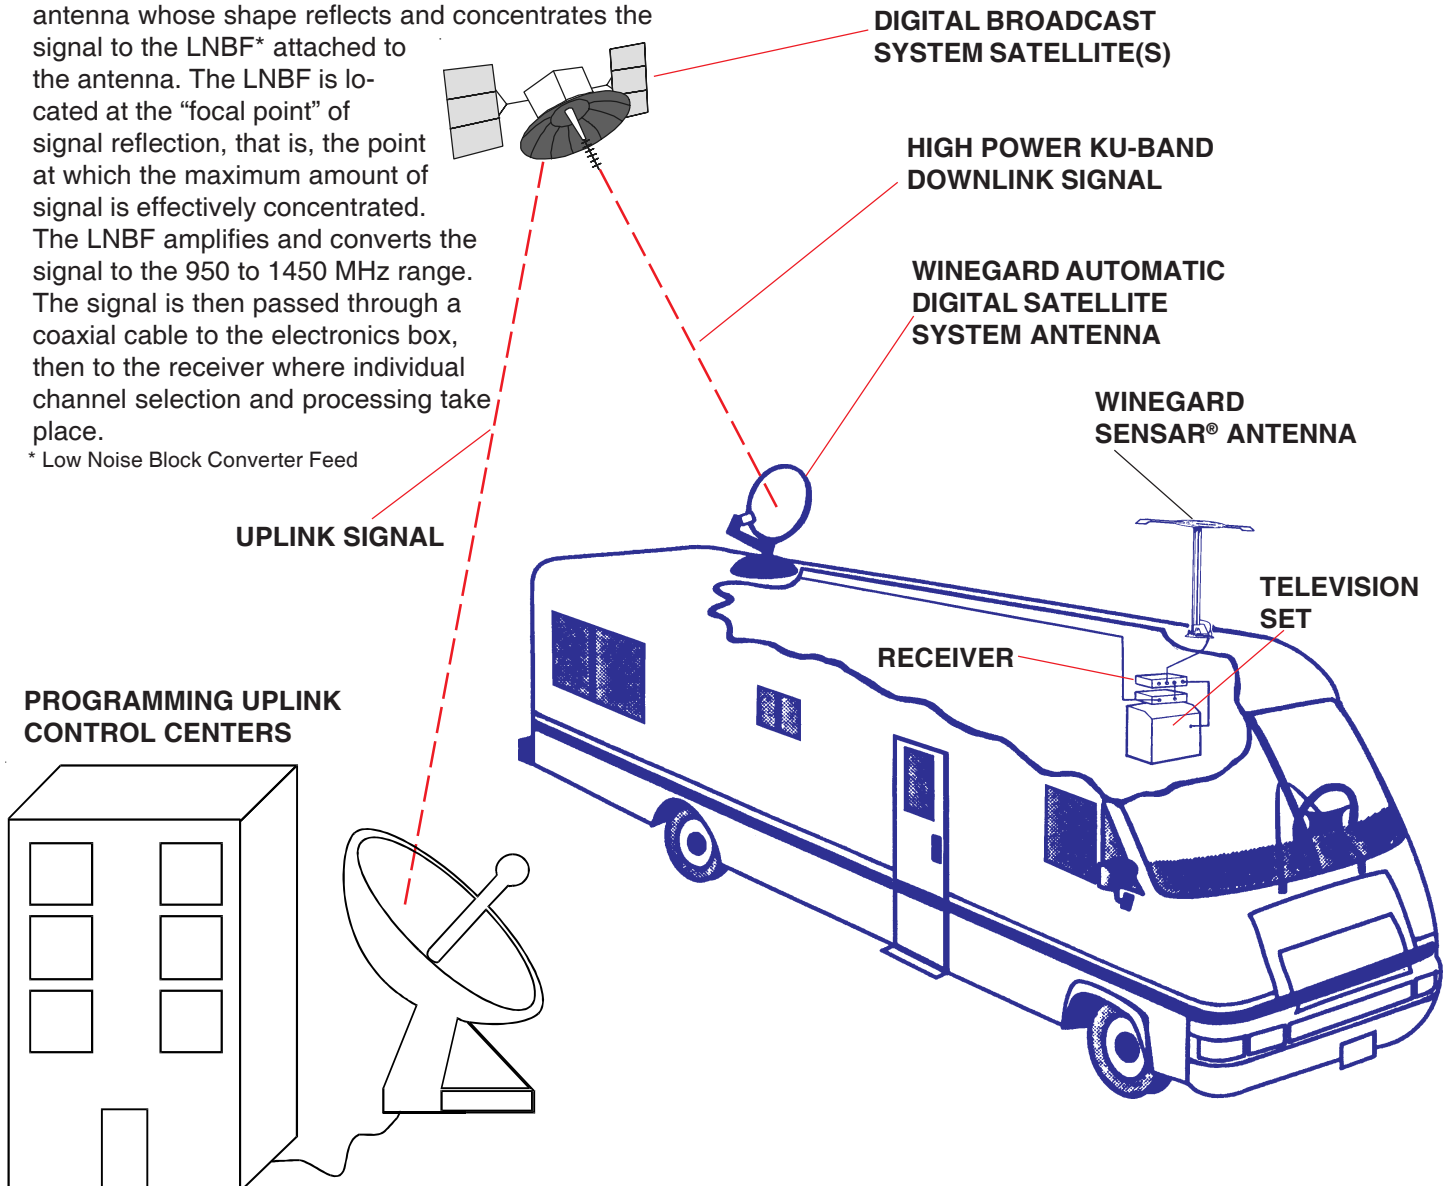 antenna whose shape reflects and concentrates the
signal to the LNBF* attached to
the antenna. The LNBF is lo-
cated at the “focal point” of
signal reflection, that is, the point
at which the maximum amount of
signal is effectively concentrated.
The LNBF amplifies and converts the
signal to the 950 to 1450 MHz range.
The signal is then passed through a
coaxial cable to the electronics box,
then to the receiver where individual
channel selection and processing take
place.
* Low Noise Block Converter Feed
DIGITAL BROADCAST
SYSTEM SATELLITE(S)
HIGH POWER KU-BAND
DOWNLINK SIGNAL
WINEGARD AUTOMATIC
DIGITAL SATELLITE
SYSTEM ANTENNA
WINEGARD
SENSAR® ANTENNA
UPLINK SIGNAL
TELEVISION
SET
RECEIVER
PROGRAMMING UPLINK
CONTROL CENTERS